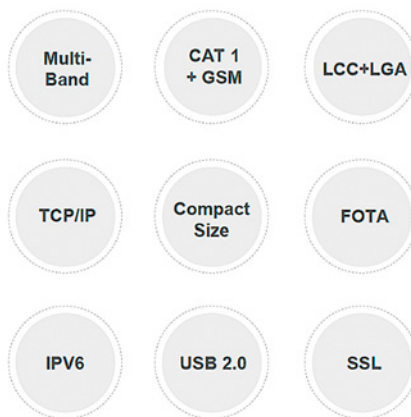 Multi-
Band
CAT 1
+ GSM
LCC+LGA
TCP/IP
Compact
Size
FOTA
IPV6
USB 2.0
SSL